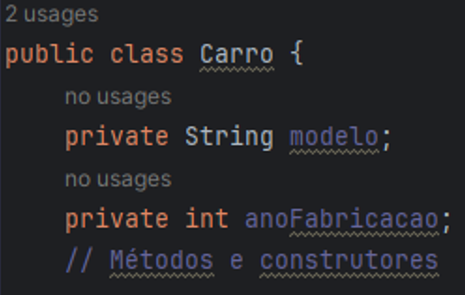 2 usages
public class Carro {
no usages
private String modelo;
no usages
private int anoFabricacao;
// Métodos e construtores